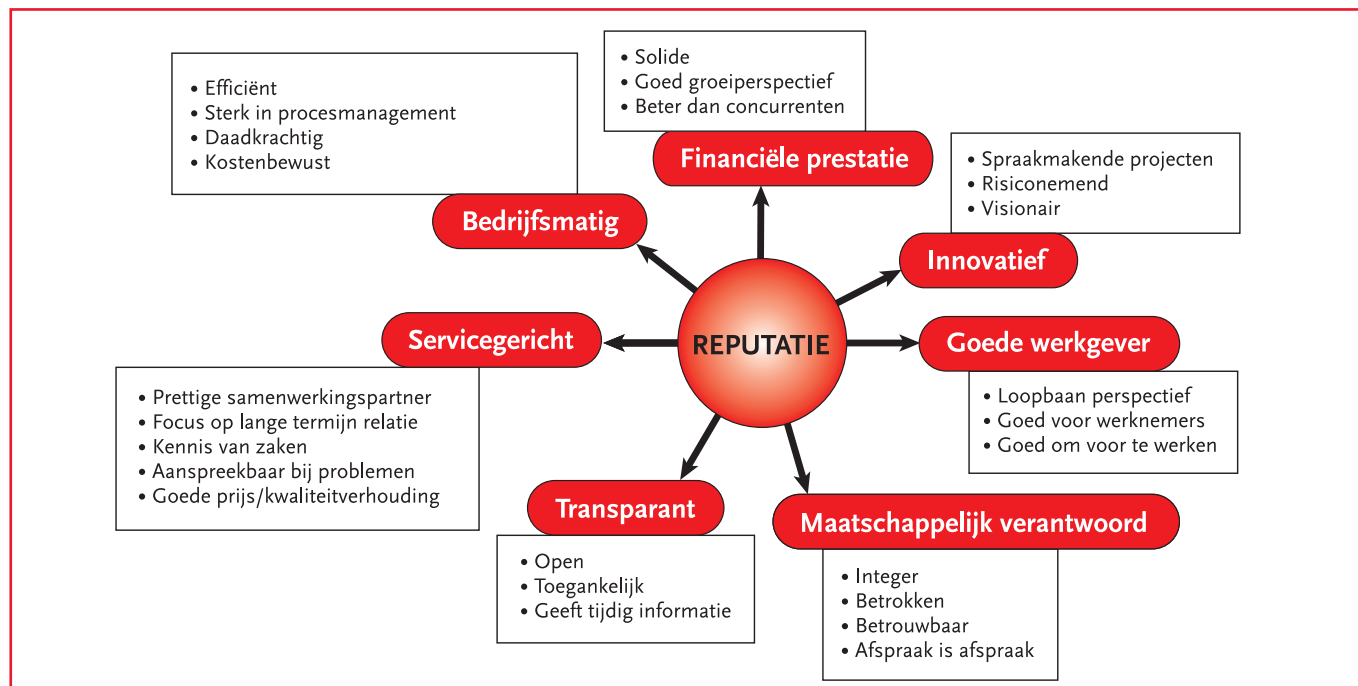 • Efficiënt
• Sterk in procesmanagement
• Daadkrachtig
• Kostenbewust
Bedrijfsmatig
• Solide
• Goed groeiperspectief
• Beter dan concurrenten
Financiële prestatie
• Spraakmakende projecten
• Risiconemend
• Visionair
Innovatief
REPUTATIE
Servicegericht
• Prettige samenwerkingspartner
• Focus op lange termijn relatie
• Kennis van zaken
• Aanspreekbaar bij problemen
• Goede prijs/kwaliteitverhouding
Goede werkgever
• Loopbaan perspectief
• Goed voor werknemers
• Goed om voor te werken
Transparant
• Open
• Toegankelijk
• Geeft tijdig informatie
Maatschappelijk verantwoord
• Integer
• Betrokken
• Betrouwbaar
• Afspraak is afspraak